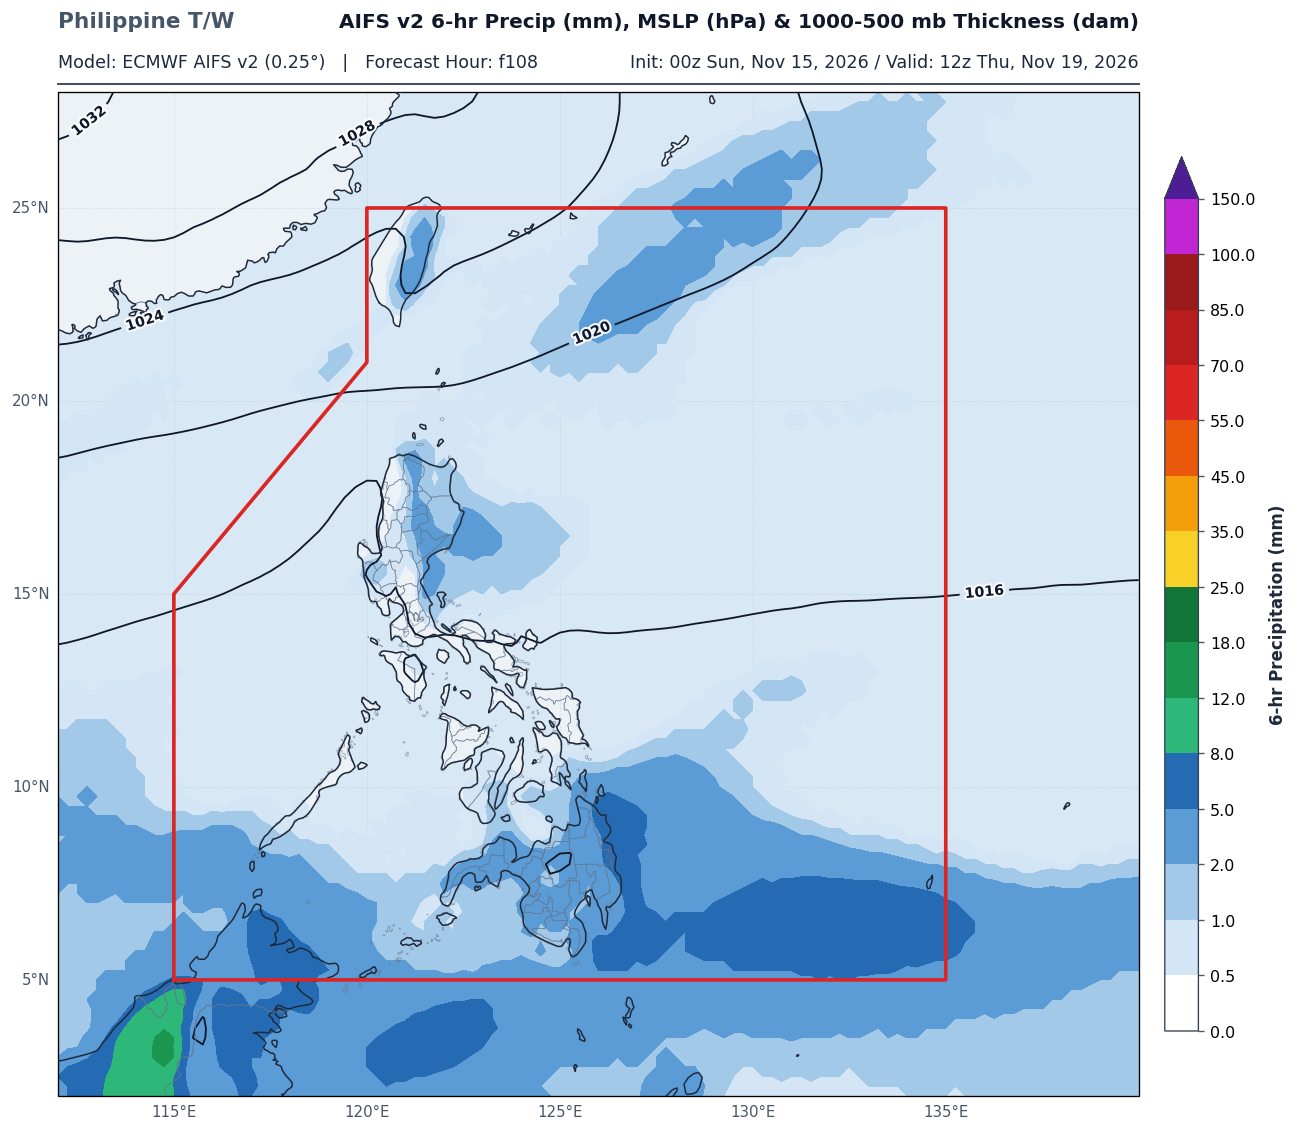 Philippine T/W
AIFS v2 6-hr Precip (mm), MSLP (hPa) & 1000-500 mb Thickness (dam)
Model: ECMWF AIFS v2 (0.25°)   |   Forecast Hour: f108
Init: 00z Sun, Nov 15, 2026 / Valid: 12z Thu, Nov 19, 2026
1032
1028
1024
1020
1016
25°N
20°N
15°N
10°N
5°N
115°E
120°E
125°E
130°E
135°E
150.0
100.0
85.0
70.0
55.0
45.0
35.0
25.0
18.0
12.0
8.0
5.0
2.0
1.0
0.5
0.0
6-hr Precipitation (mm)